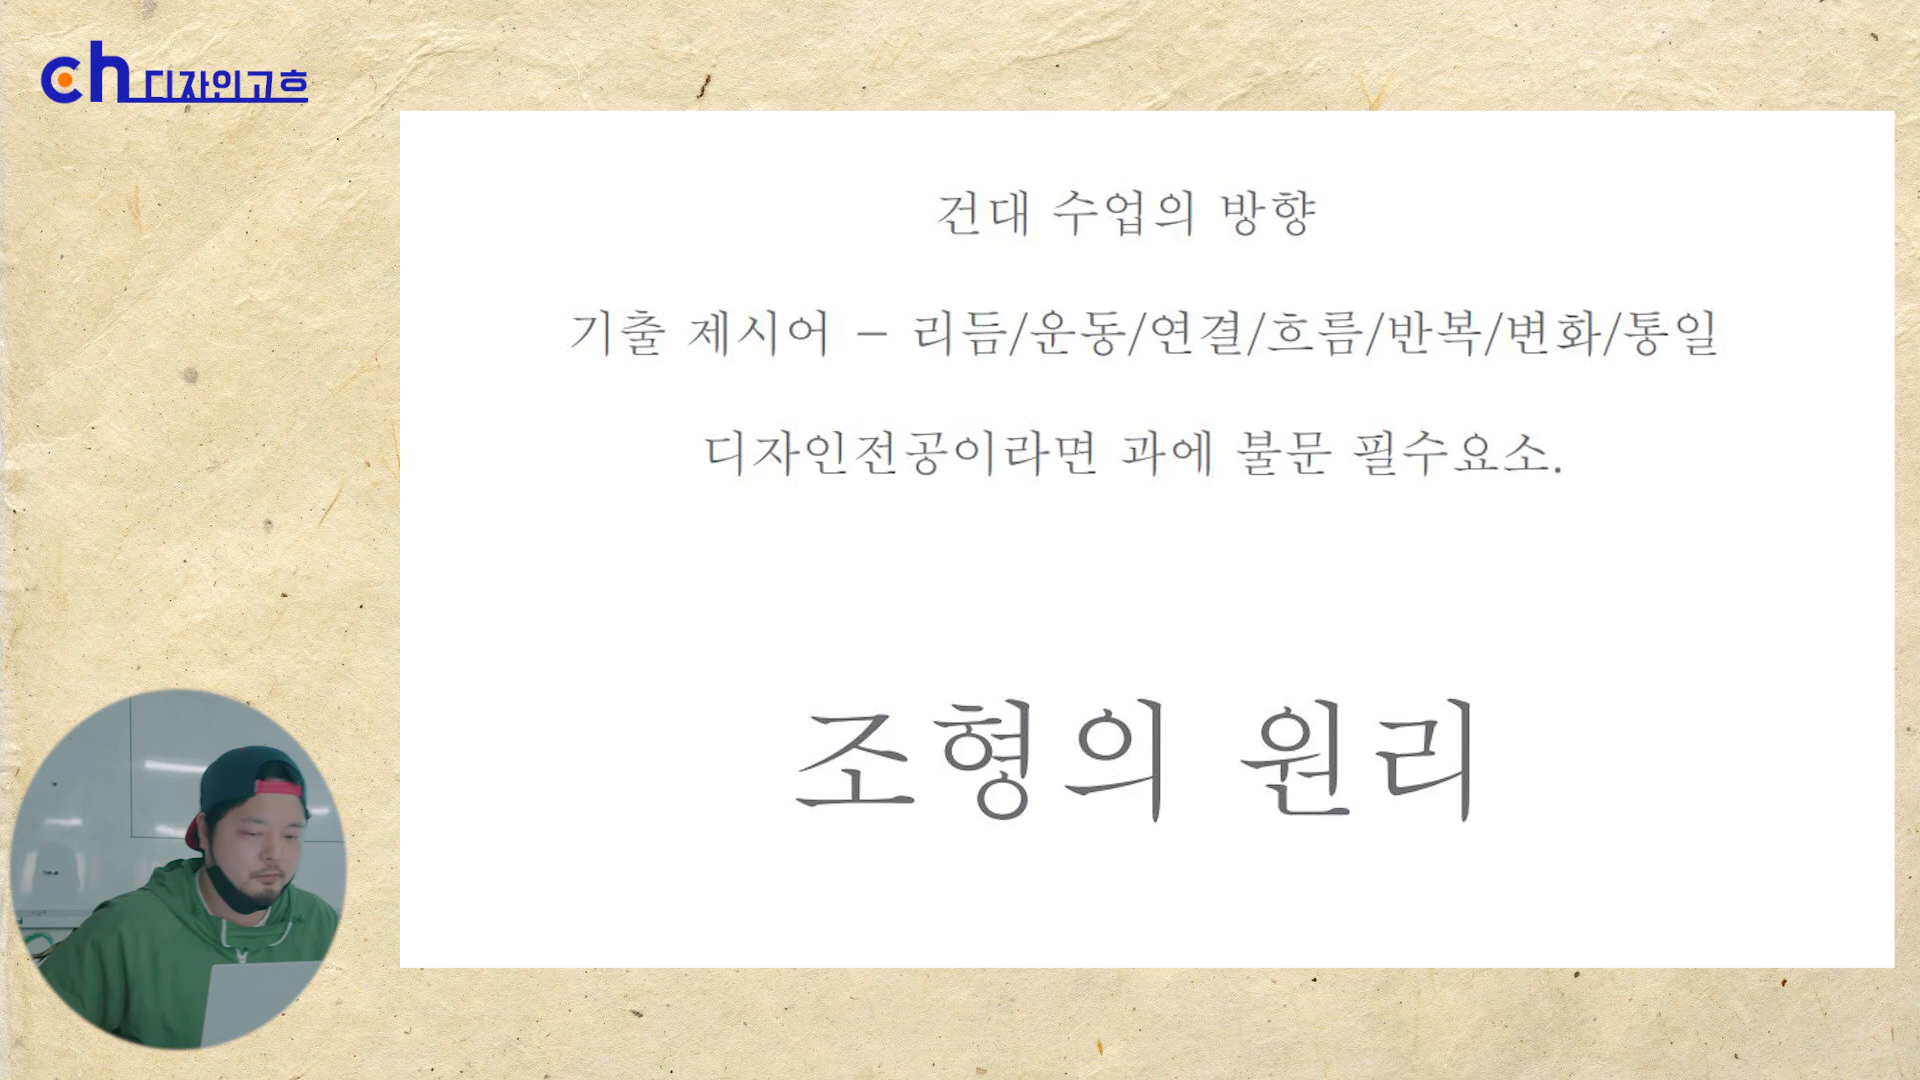 ch 디자인고흐
건대 수업의 방향
기출 제시어 - 리듬/운동/연결/흐름/반복/변화/통일
디자인전공이라면 과에 불문 필수요소.
조형의 원리